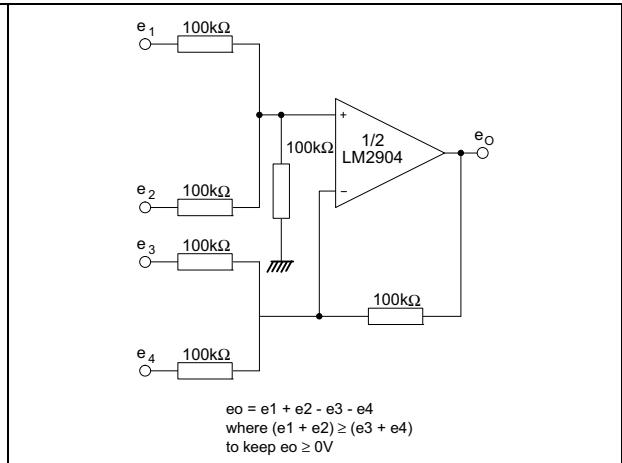 e1 100kΩ
+ 1/2
100kΩ LM2904 eO
e2 100kΩ
−
e3 100kΩ
100kΩ
e4 100kΩ
eo = e1 + e2 - e3 - e4
where (e1 + e2) ≥ (e3 + e4)
to keep eo ≥ 0V